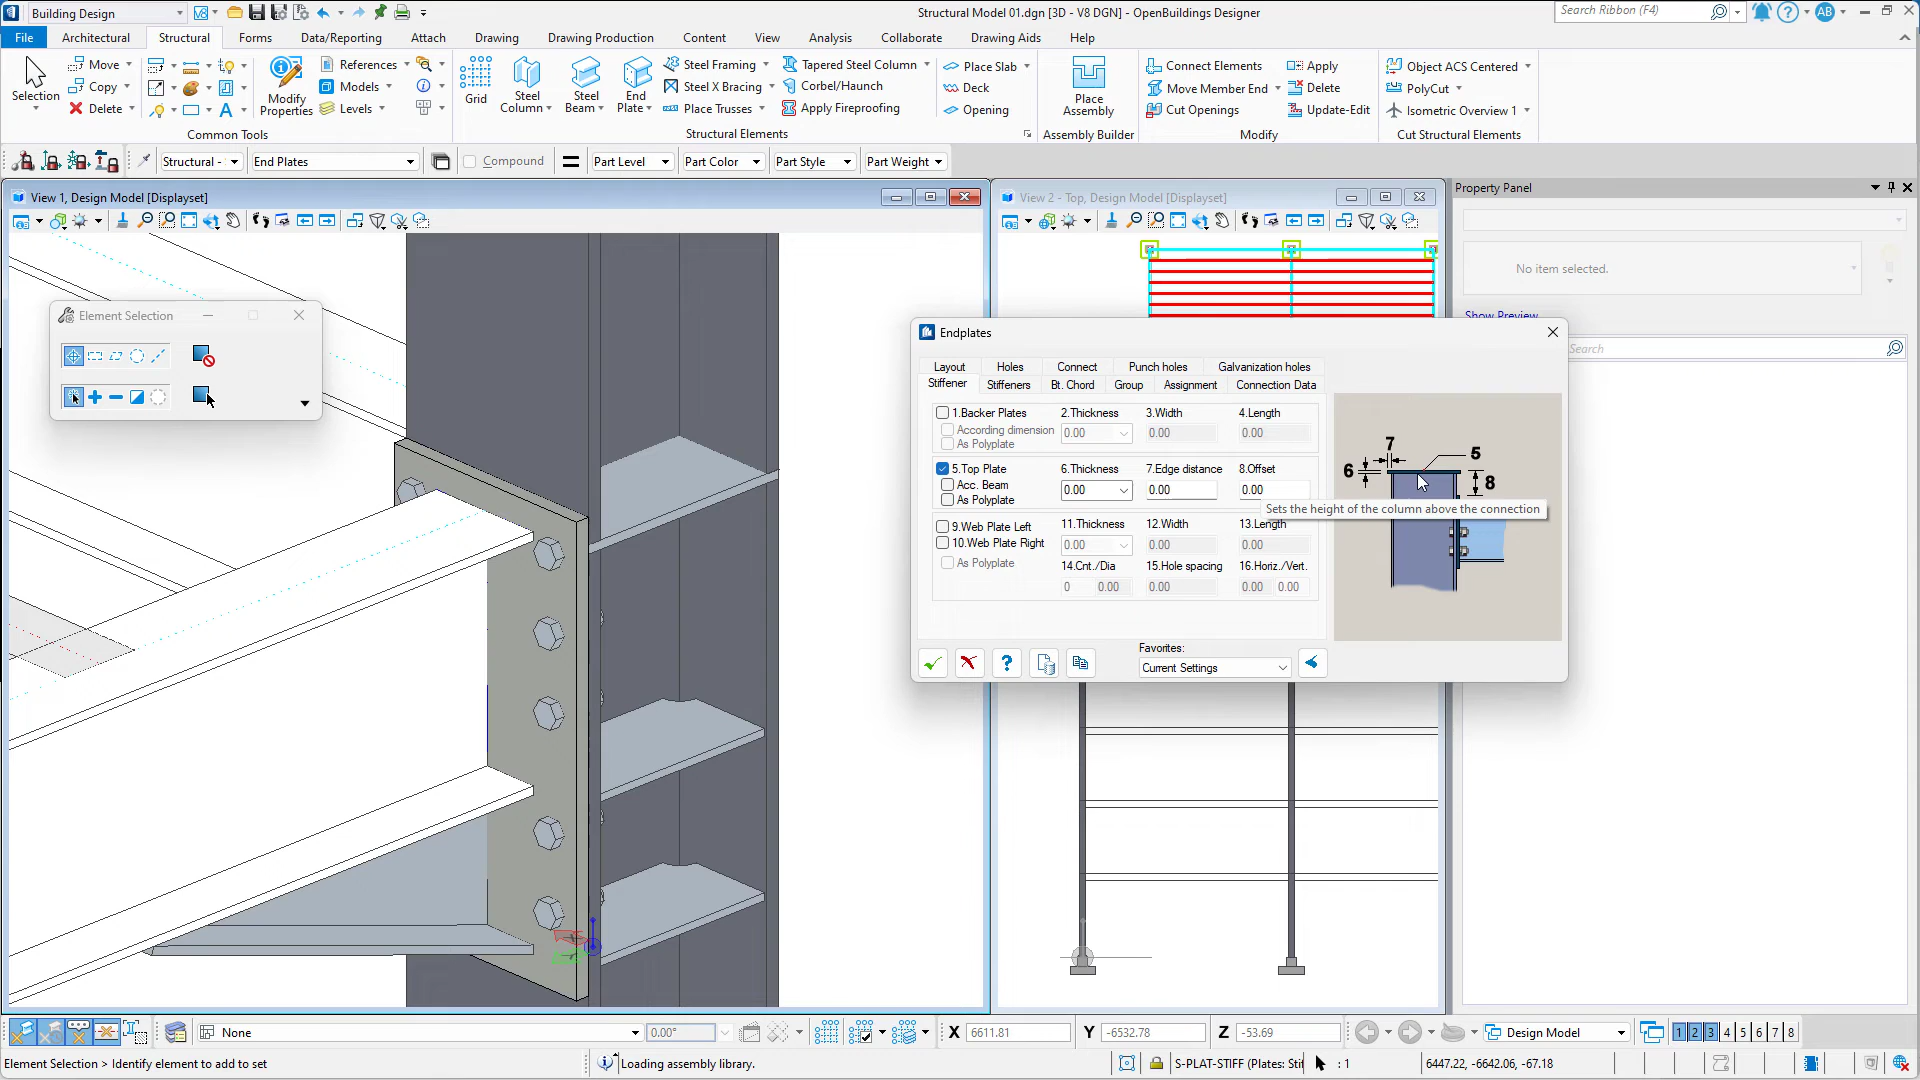 Building Design
Structural Model 01.dgn [3D - V8 DGN] - OpenBuildings Designer
Search Ribbon (F4)
AB
File
Architectural
Structural
Forms
Data/Reporting
Attach
Drawing
Drawing Production
Content
View
Analysis
Collaborate
Drawing Aids
Help
Selection
Move
Copy
Delete
Modify Properties
References
Models
Levels
Common Tools
Grid
Steel Column
Steel Beam
End Plate
Steel Framing
Steel X Bracing
Place Trusses
Tapered Steel Column
Corbel/Haunch
Apply Fireproofing
Place Slab
Deck
Opening
Structural Elements
Place Assembly
Assembly Builder
Connect Elements
Move Member End
Cut Openings
Apply
Delete
Update-Edit
Modify
Object ACS Centered
PolyCut
Isometric Overview 1
Cut Structural Elements
Structural -
End Plates
Compound
Part Level
Part Color
Part Style
Part Weight
View 1, Design Model [Displayset]
View 2 - Top, Design Model [Displayset]
Property Panel
No item selected.
Show Preview
Search
Element Selection
Endplates
Layout
Holes
Connect
Punch holes
Galvanization holes
Stiffener
Stiffeners
Bt. Chord
Group
Assignment
Connection Data
1.Backer Plates
2.Thickness
3.Width
4.Length
According dimension
As Polyplate
0.00
0.00
0.00
5.Top Plate
6.Thickness
7.Edge distance
8.Offset
Acc. Beam
As Polyplate
0.00
0.00
0.00
Sets the height of the column above the connection
9.Web Plate Left
11.Thickness
12.Width
13.Length
10.Web Plate Right
0.00
0.00
0.00
As Polyplate
14.Cnt./Dia
15.Hole spacing
16.Horiz./Vert.
0
0.00
0.00
0.00
0.00
7
5
6
8
Favorites:
Current Settings
None
0.00°
X
6611.81
Y
-6532.78
Z
-53.69
Design Model
1 2 3 4 5 6 7 8
Element Selection > Identify element to add to set
Loading assembly library.
S-PLAT-STIFF (Plates: Stif
: 1
6447.22, -6642.06, -67.18